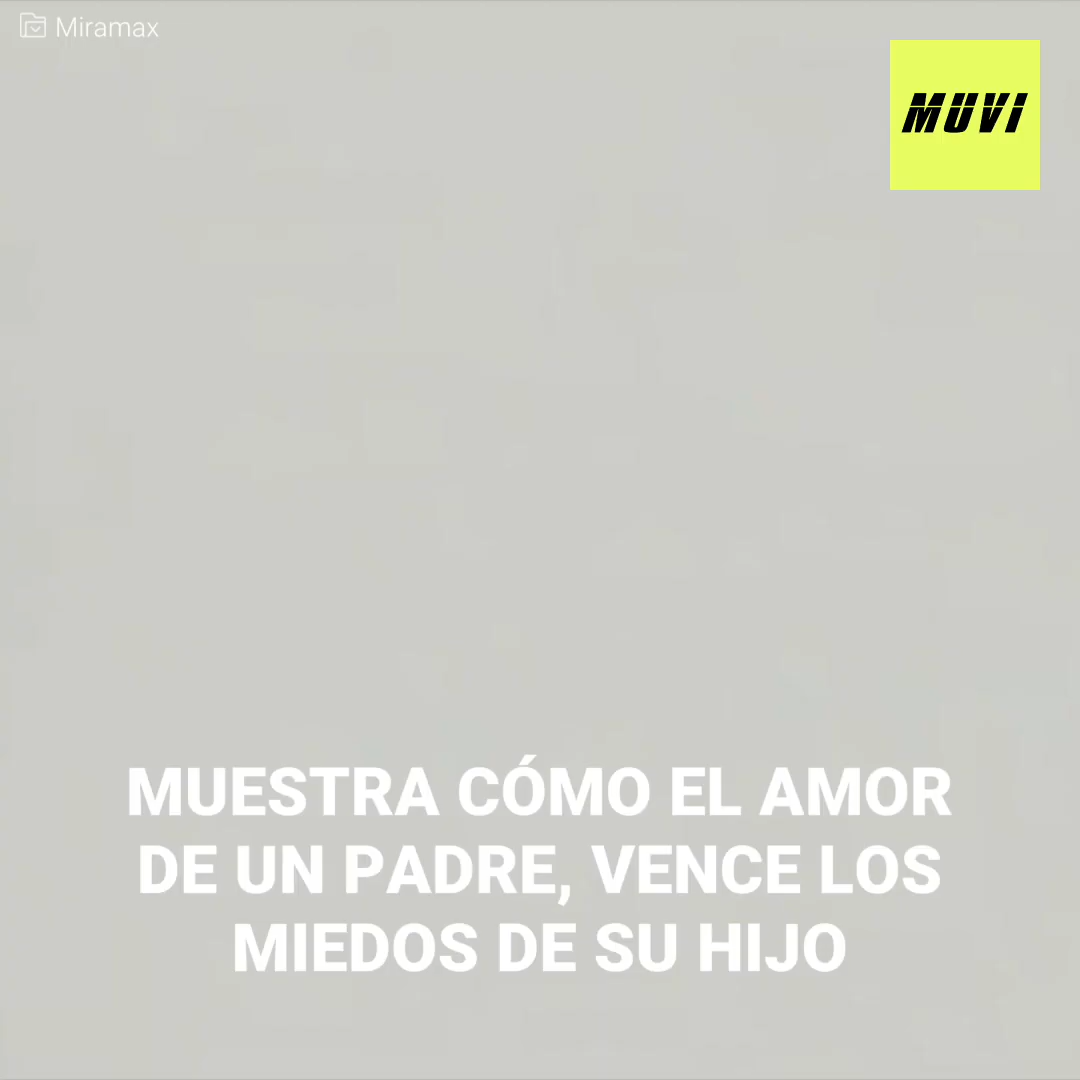 Miramax
MUVI
MUESTRA CÓMO EL AMOR
DE UN PADRE, VENCE LOS
MIEDOS DE SU HIJO